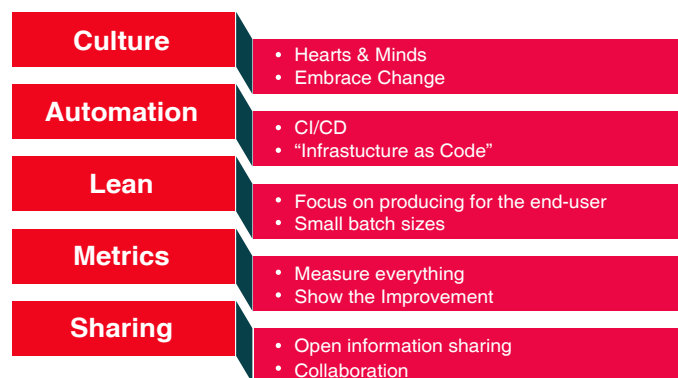 Culture
• Hearts & Minds
• Embrace Change
Automation
• CI/CD
• “Infrastucture as Code”
Lean
• Focus on producing for the end-user
• Small batch sizes
Metrics
• Measure everything
• Show the Improvement
Sharing
• Open information sharing
• Collaboration